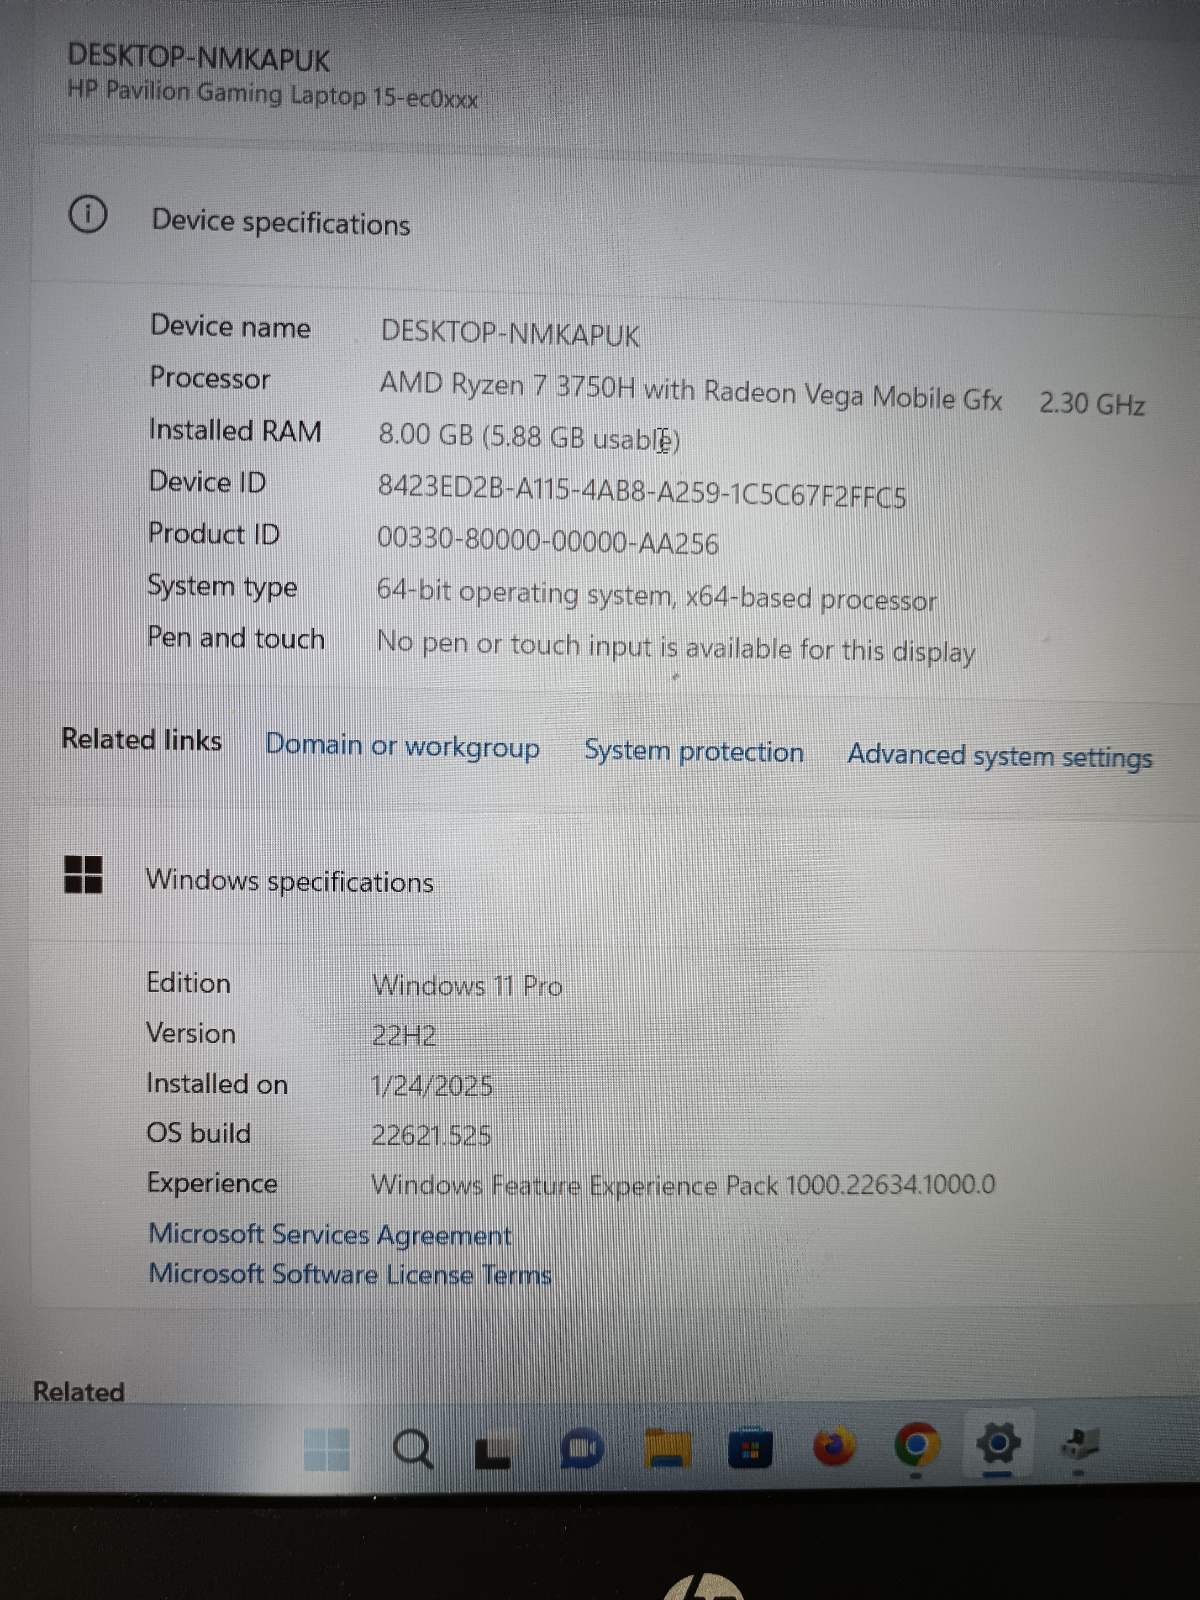 DESKTOP-NMKAPUK
HP Pavilion Gaming Laptop 15-ec0xxx
Device specifications
Device name DESKTOP-NMKAPUK
Processor AMD Ryzen 7 3750H with Radeon Vega Mobile Gfx 2.30 GHz
Installed RAM 8.00 GB (5.88 GB usable)
Device ID 8423ED2B-A115-4AB8-A259-1C5C67F2FFC5
Product ID 00330-80000-00000-AA256
System type 64-bit operating system, x64-based processor
Pen and touch No pen or touch input is available for this display
Related links Domain or workgroup System protection Advanced system settings
Windows specifications
Edition Windows 11 Pro
Version 22H2
Installed on 1/24/2025
OS build 22621.525
Experience Windows Feature Experience Pack 1000.22634.1000.0
Microsoft Services Agreement
Microsoft Software License Terms
Related